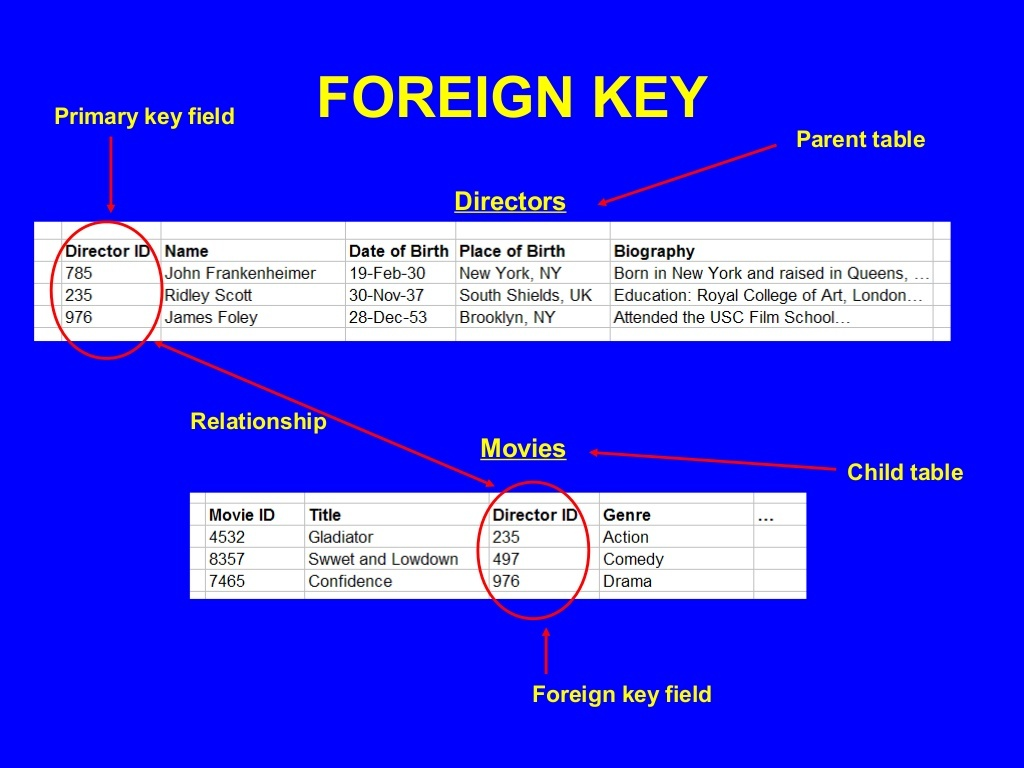 FOREIGN KEY
Primary key field
Parent table
Directors
Director ID Name Date of Birth Place of Birth Biography
785 John Frankenheimer 19-Feb-30 New York, NY Born in New York and raised in Queens, …
235 Ridley Scott 30-Nov-37 South Shields, UK Education: Royal College of Art, London…
976 James Foley 28-Dec-53 Brooklyn, NY Attended the USC Film School…
Relationship
Movies
Child table
Movie ID Title Director ID Genre …
4532 Gladiator 235 Action
8357 Swwet and Lowdown 497 Comedy
7465 Confidence 976 Drama
Foreign key field